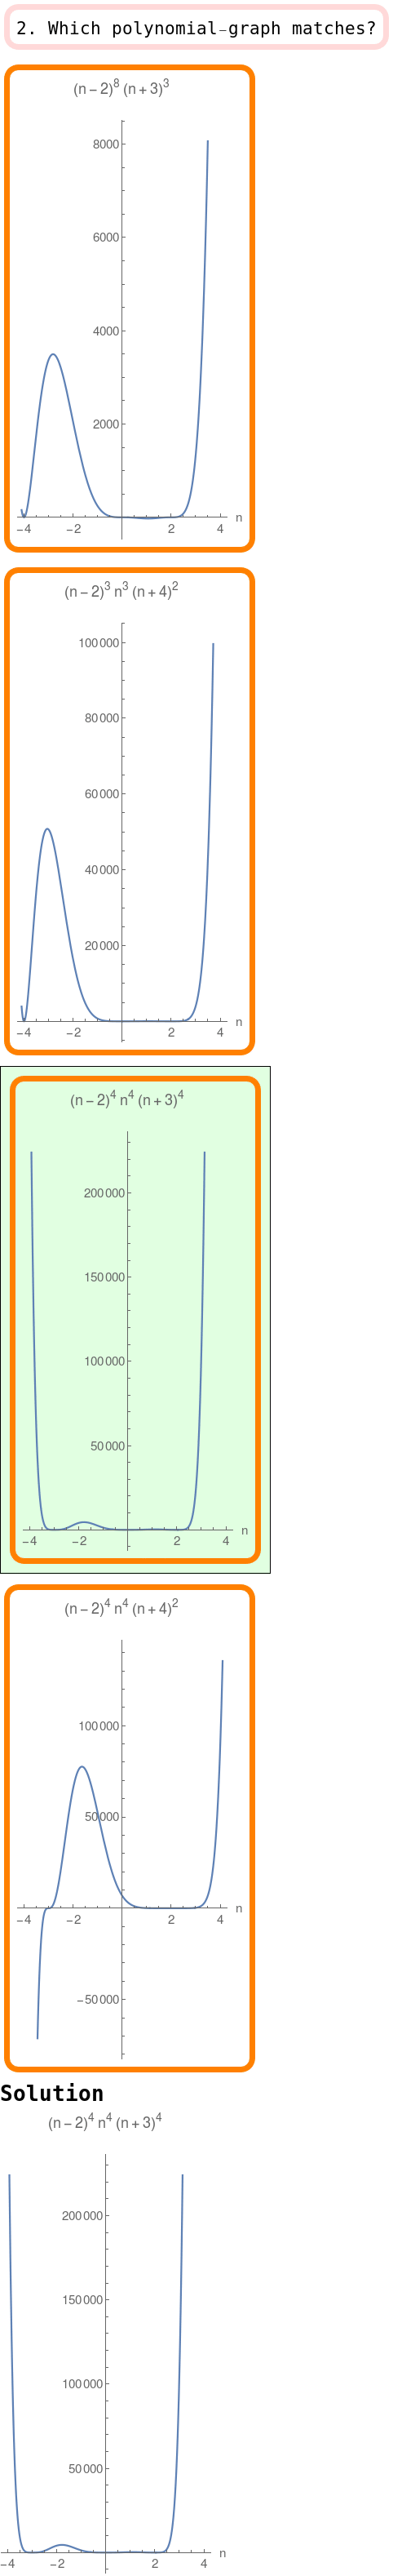 2. Which polynomial-graph matches?
(n − 2)^8 (n + 3)^3
8000
6000
4000
2000
−4 −2 2 4 n
(n − 2)^3 n^3 (n + 4)^2
100 000
80 000
60 000
40 000
20 000
−4 −2 2 4 n
(n − 2)^4 n^4 (n + 3)^4
200 000
150 000
100 000
50 000
−4 −2 2 4 n
(n − 2)^4 n^4 (n + 4)^2
100 000
50 000
−4 −2 2 4 n
−50 000
Solution
(n − 2)^4 n^4 (n + 3)^4
200 000
150 000
100 000
50 000
−4 −2 2 4 n